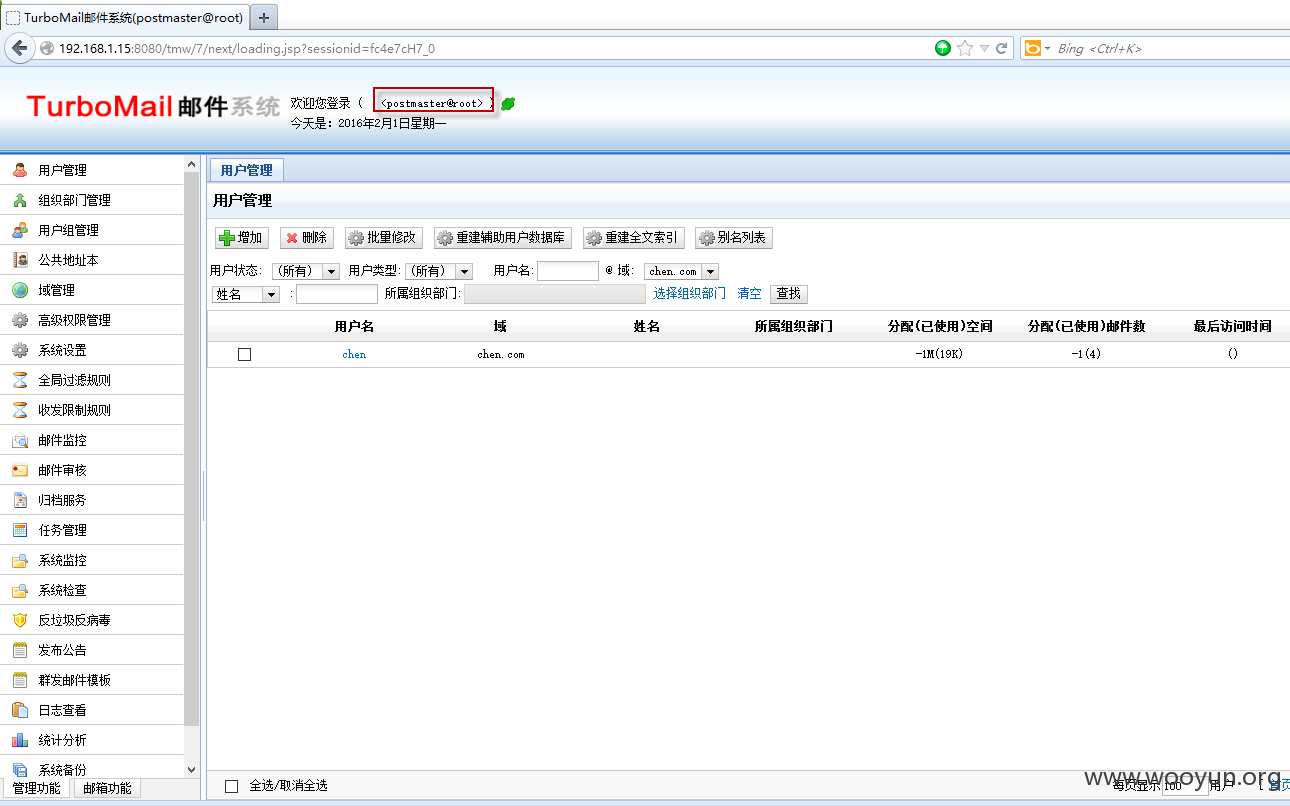 TurboMail邮件系统(postmaster@root)
192.168.1.15:8080/tmw/7/next/loading.jsp?sessionid=fc4e7cH7_0
Bing <Ctrl+K>
TurboMail邮件系统
欢迎您登录（ <postmaster@root> ）
今天是：2016年2月1日星期一
用户管理
组织部门管理
用户组管理
公共地址本
域管理
高级权限管理
系统设置
全局过滤规则
收发限制规则
邮件监控
邮件审核
归档服务
任务管理
系统监控
系统检查
反垃圾反病毒
发布公告
群发邮件模板
日志查看
统计分析
系统备份
管理功能 邮箱功能
用户管理
用户管理
增加 删除 批量修改 重建辅助用户数据库 重建全文索引 别名列表
用户状态: (所有) 用户类型: (所有) 用户名: @ 域: chen.com
姓名 : 所属组织部门: 选择组织部门 清空 查找
用户名 域 姓名 所属组织部门 分配(已使用)空间 分配(已使用)邮件数 最后访问时间
chen chen.com -1M(19K) -1(4) ()
全选/取消全选
每页显示 100 用户 [ 首页
www.wooyun.org